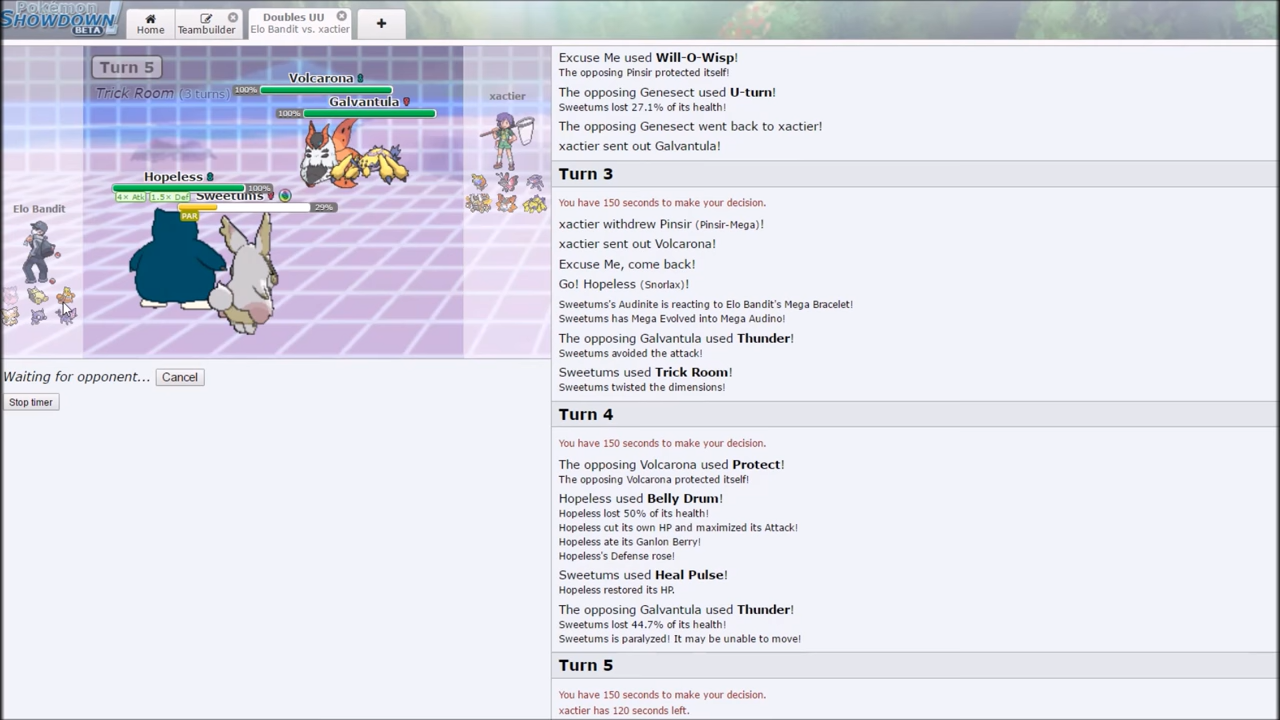 Pokémon
SHOWDOWN
BETA
Home
Teambuilder
Doubles UU
Elo Bandit vs. xactier
+
Turn 5
Trick Room (3 turns)
Volcarona
100%
Galvantula
100%
Hopeless
100%
4× Atk 1.5× Def
Sweetums
29%
PAR
Elo Bandit
xactier
Waiting for opponent... Cancel
Stop timer
Excuse Me used Will-O-Wisp!
The opposing Pinsir protected itself!
The opposing Genesect used U-turn!
Sweetums lost 27.1% of its health!
The opposing Genesect went back to xactier!
xactier sent out Galvantula!
Turn 3
You have 150 seconds to make your decision.
xactier withdrew Pinsir (Pinsir-Mega)!
xactier sent out Volcarona!
Excuse Me, come back!
Go! Hopeless (Snorlax)!
Sweetums's Audinite is reacting to Elo Bandit's Mega Bracelet!
Sweetums has Mega Evolved into Mega Audino!
The opposing Galvantula used Thunder!
Sweetums avoided the attack!
Sweetums used Trick Room!
Sweetums twisted the dimensions!
Turn 4
You have 150 seconds to make your decision.
The opposing Volcarona used Protect!
The opposing Volcarona protected itself!
Hopeless used Belly Drum!
Hopeless lost 50% of its health!
Hopeless cut its own HP and maximized its Attack!
Hopeless ate its Ganlon Berry!
Hopeless's Defense rose!
Sweetums used Heal Pulse!
Hopeless restored its HP.
The opposing Galvantula used Thunder!
Sweetums lost 44.7% of its health!
Sweetums is paralyzed! It may be unable to move!
Turn 5
You have 150 seconds to make your decision.
xactier has 120 seconds left.